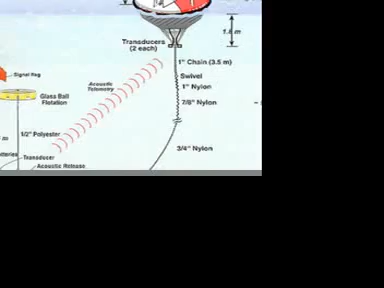 1.8 m
Transducers
(2 each)
1" Chain (3.5 m)
Swivel
1" Nylon
7/8" Nylon
3/4" Nylon
Acoustic
Telemetry
Signal Flag
Glass Ball
Flotation
1/2" Polyester
m
Transducer
Acoustic Release